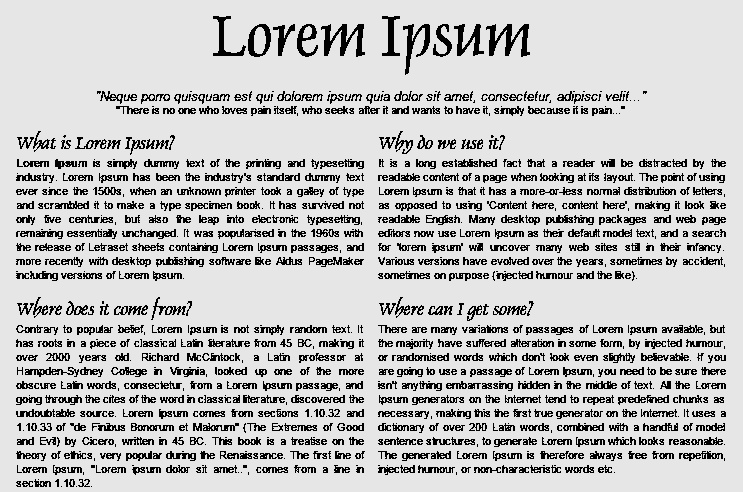 Lorem Ipsum
"Neque porro quisquam est qui dolorem ipsum quia dolor sit amet, consectetur, adipisci velit..."
"There is no one who loves pain itself, who seeks after it and wants to have it, simply because it is pain..."
What is Lorem Ipsum?
Lorem Ipsum is simply dummy text of the printing and typesetting
industry. Lorem Ipsum has been the industry's standard dummy text
ever since the 1500s, when an unknown printer took a galley of type
and scrambled it to make a type specimen book. It has survived not
only five centuries, but also the leap into electronic typesetting,
remaining essentially unchanged. It was popularised in the 1960s with
the release of Letraset sheets containing Lorem Ipsum passages, and
more recently with desktop publishing software like Aldus PageMaker
including versions of Lorem Ipsum.
Where does it come from?
Contrary to popular belief, Lorem Ipsum is not simply random text. It
has roots in a piece of classical Latin literature from 45 BC, making it
over 2000 years old. Richard McClintock, a Latin professor at
Hampden-Sydney College in Virginia, looked up one of the more
obscure Latin words, consectetur, from a Lorem Ipsum passage, and
going through the cites of the word in classical literature, discovered the
undoubtable source. Lorem Ipsum comes from sections 1.10.32 and
1.10.33 of "de Finibus Bonorum et Malorum" (The Extremes of Good
and Evil) by Cicero, written in 45 BC. This book is a treatise on the
theory of ethics, very popular during the Renaissance. The first line of
Lorem Ipsum, "Lorem ipsum dolor sit amet..", comes from a line in
section 1.10.32.
Why do we use it?
It is a long established fact that a reader will be distracted by the
readable content of a page when looking at its layout. The point of using
Lorem Ipsum is that it has a more-or-less normal distribution of letters,
as opposed to using 'Content here, content here', making it look like
readable English. Many desktop publishing packages and web page
editors now use Lorem Ipsum as their default model text, and a search
for 'lorem ipsum' will uncover many web sites still in their infancy.
Various versions have evolved over the years, sometimes by accident,
sometimes on purpose (injected humour and the like).
Where can I get some?
There are many variations of passages of Lorem Ipsum available, but
the majority have suffered alteration in some form, by injected humour,
or randomised words which don't look even slightly believable. If you
are going to use a passage of Lorem Ipsum, you need to be sure there
isn't anything embarrassing hidden in the middle of text. All the Lorem
Ipsum generators on the Internet tend to repeat predefined chunks as
necessary, making this the first true generator on the Internet. It uses a
dictionary of over 200 Latin words, combined with a handful of model
sentence structures, to generate Lorem Ipsum which looks reasonable.
The generated Lorem Ipsum is therefore always free from repetition,
injected humour, or non-characteristic words etc.